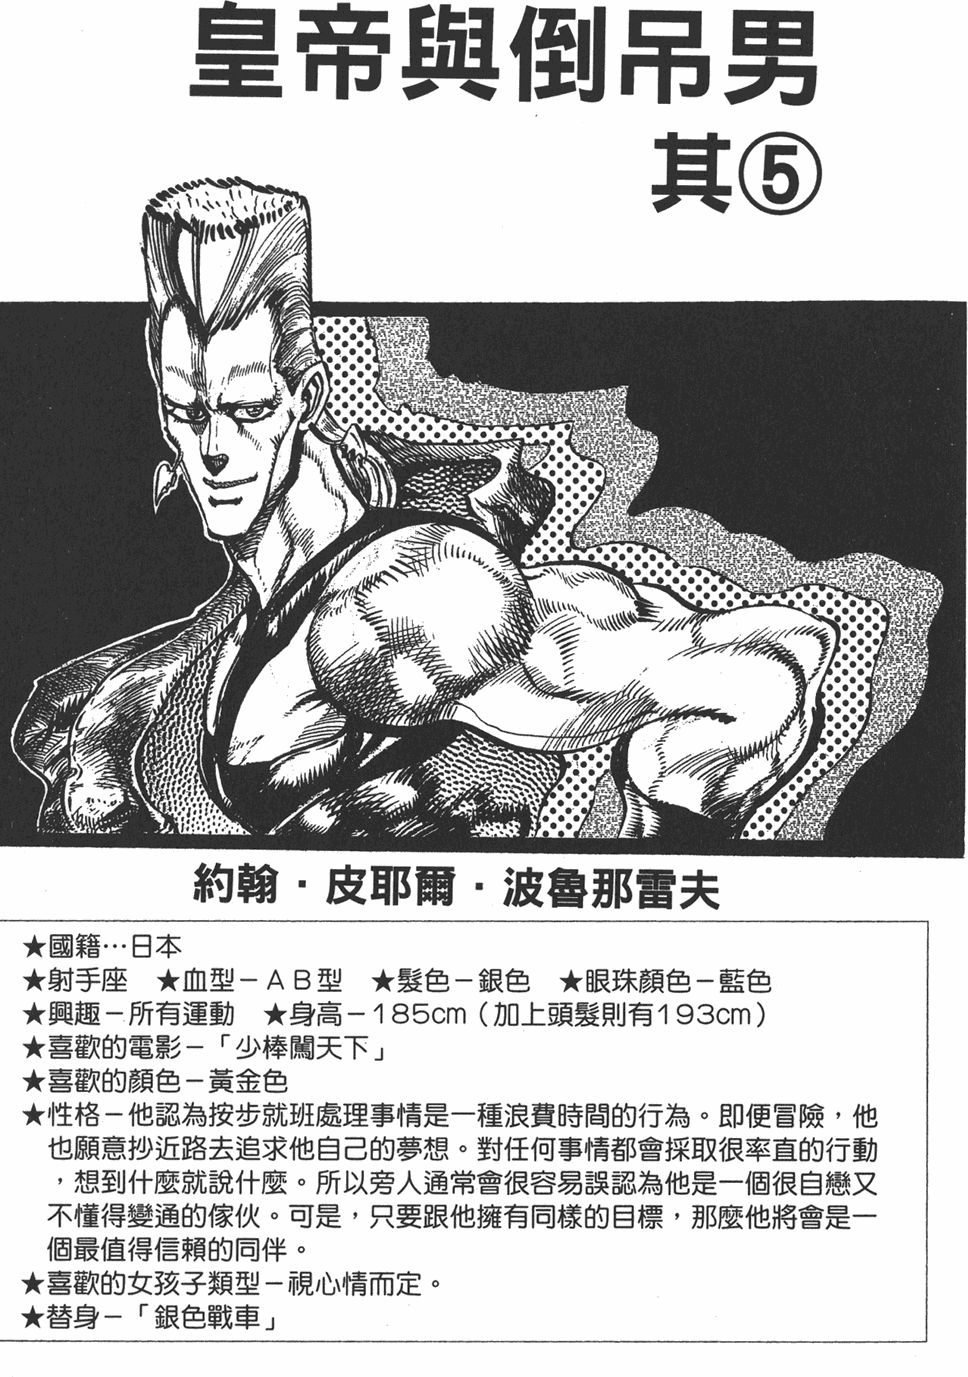 皇帝與倒吊男
其⑤
約翰・皮耶爾・波魯那雷夫
★國籍…日本
★射手座　★血型－ＡＢ型　★髮色－銀色　★眼珠顏色－藍色
★興趣－所有運動　★身高－185cm（加上頭髮則有193cm）
★喜歡的電影－「少棒闖天下」
★喜歡的顏色－黃金色
★性格－他認為按步就班處理事情是一種浪費時間的行為。即便冒險，他
也願意抄近路去追求他自己的夢想。對任何事情都會採取很率直的行動
，想到什麼就說什麼。所以旁人通常會很容易誤認為他是一個很自戀又
不懂得變通的傢伙。可是，只要跟他擁有同樣的目標，那麼他將會是一
個最值得信賴的同伴。
★喜歡的女孩子類型－視心情而定。
★替身－「銀色戰車」